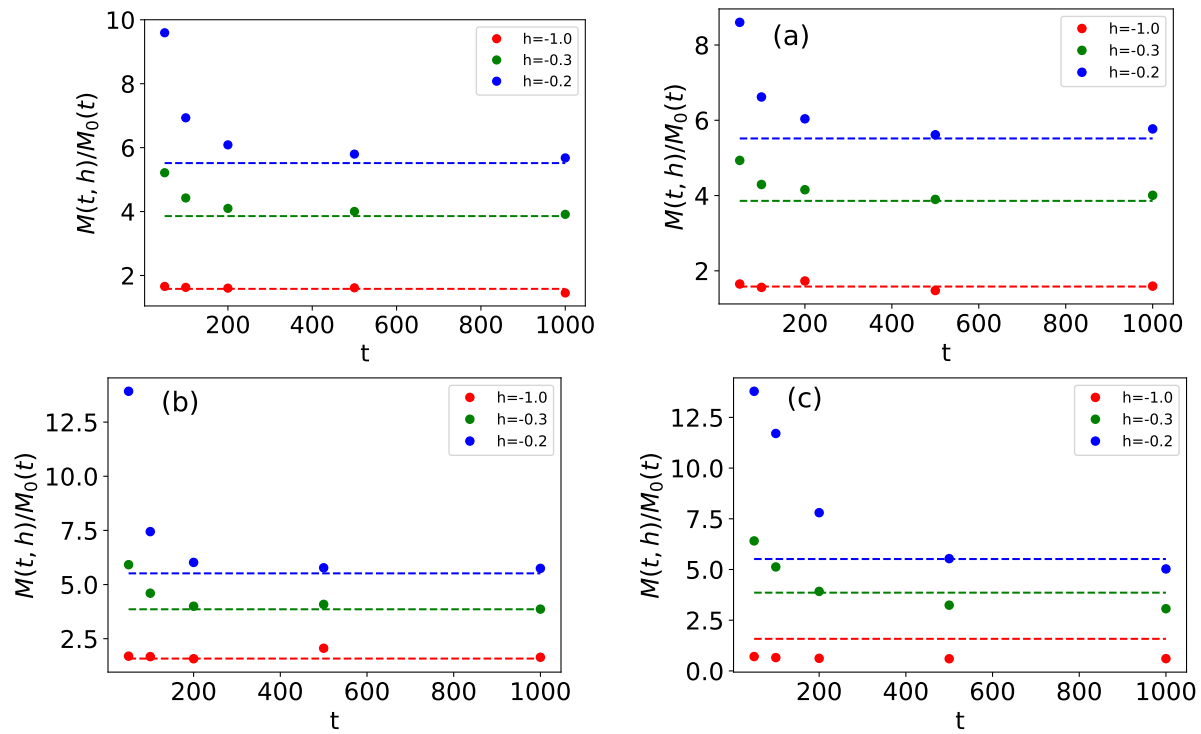 10
8
6
4
2
M(t, h)/M₀(t)
200 400 600 800 1000
t
h=-1.0
h=-0.3
h=-0.2
(a)
8
6
4
2
M(t, h)/M₀(t)
200 400 600 800 1000
t
h=-1.0
h=-0.3
h=-0.2
(b)
12.5
10.0
7.5
5.0
2.5
M(t, h)/M₀(t)
200 400 600 800 1000
t
h=-1.0
h=-0.3
h=-0.2
(c)
12.5
10.0
7.5
5.0
2.5
0.0
M(t, h)/M₀(t)
200 400 600 800 1000
t
h=-1.0
h=-0.3
h=-0.2